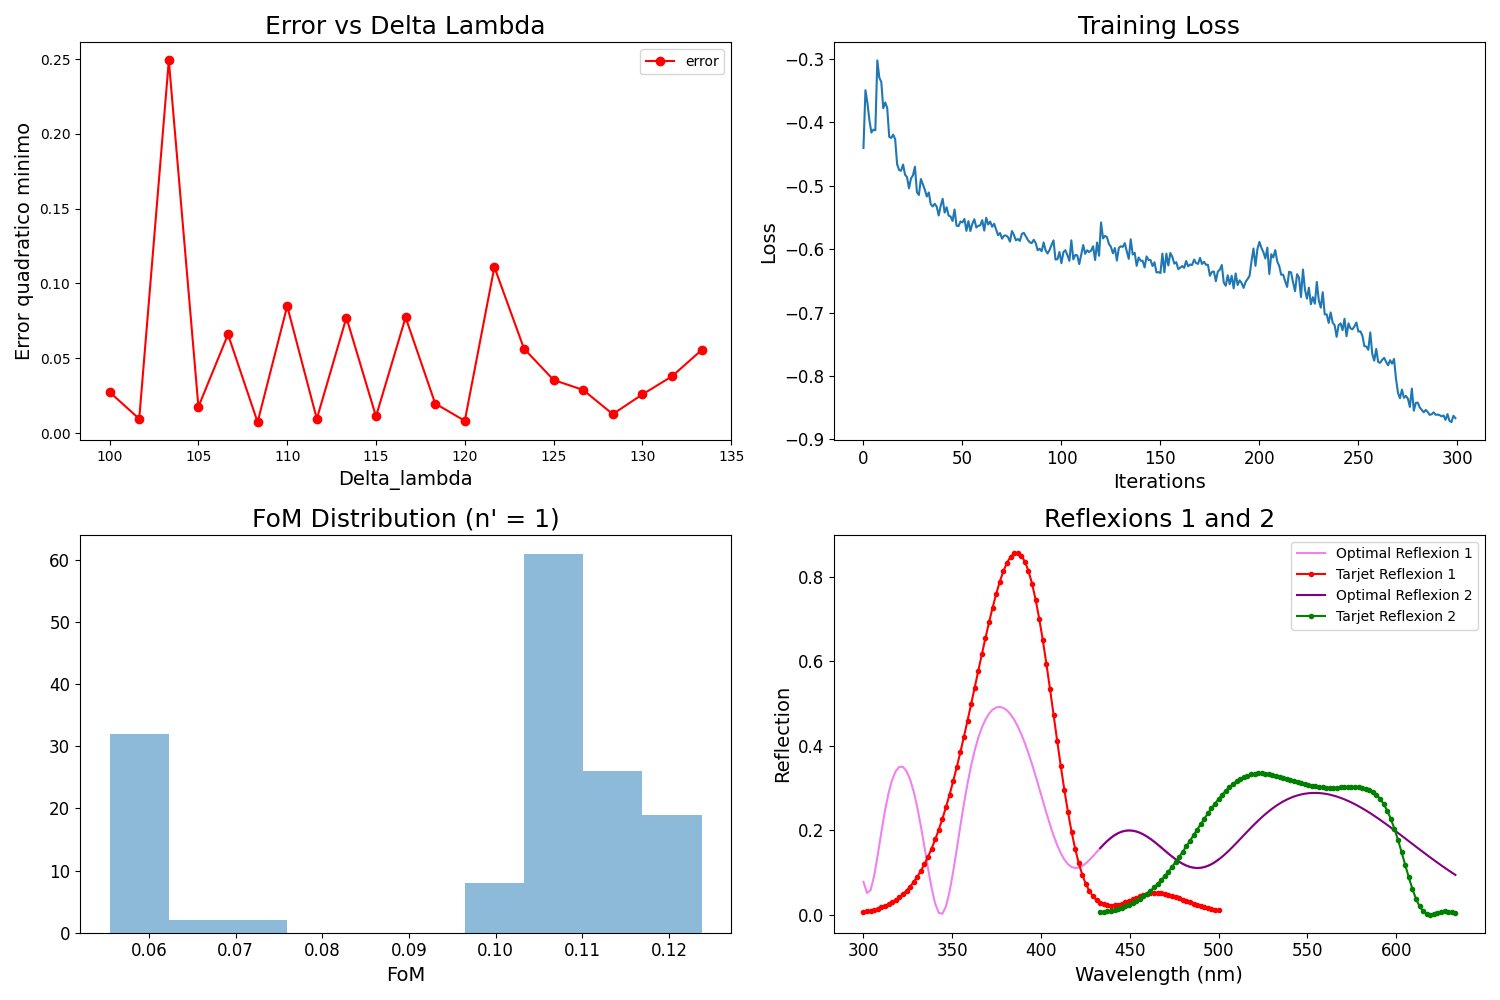 Error vs Delta Lambda
error
Error quadratico minimo
0.25
0.20
0.15
0.10
0.05
0.00
100 105 110 115 120 125 130 135
Delta_lambda
Training Loss
Loss
−0.3
−0.4
−0.5
−0.6
−0.7
−0.8
−0.9
0 50 100 150 200 250 300
Iterations
FoM Distribution (n' = 1)
60
50
40
30
20
10
0
0.06 0.07 0.08 0.09 0.10 0.11 0.12
FoM
Reflexions 1 and 2
Optimal Reflexion 1
Tarjet Reflexion 1
Optimal Reflexion 2
Tarjet Reflexion 2
Reflection
0.8
0.6
0.4
0.2
0.0
300 350 400 450 500 550 600
Wavelength (nm)